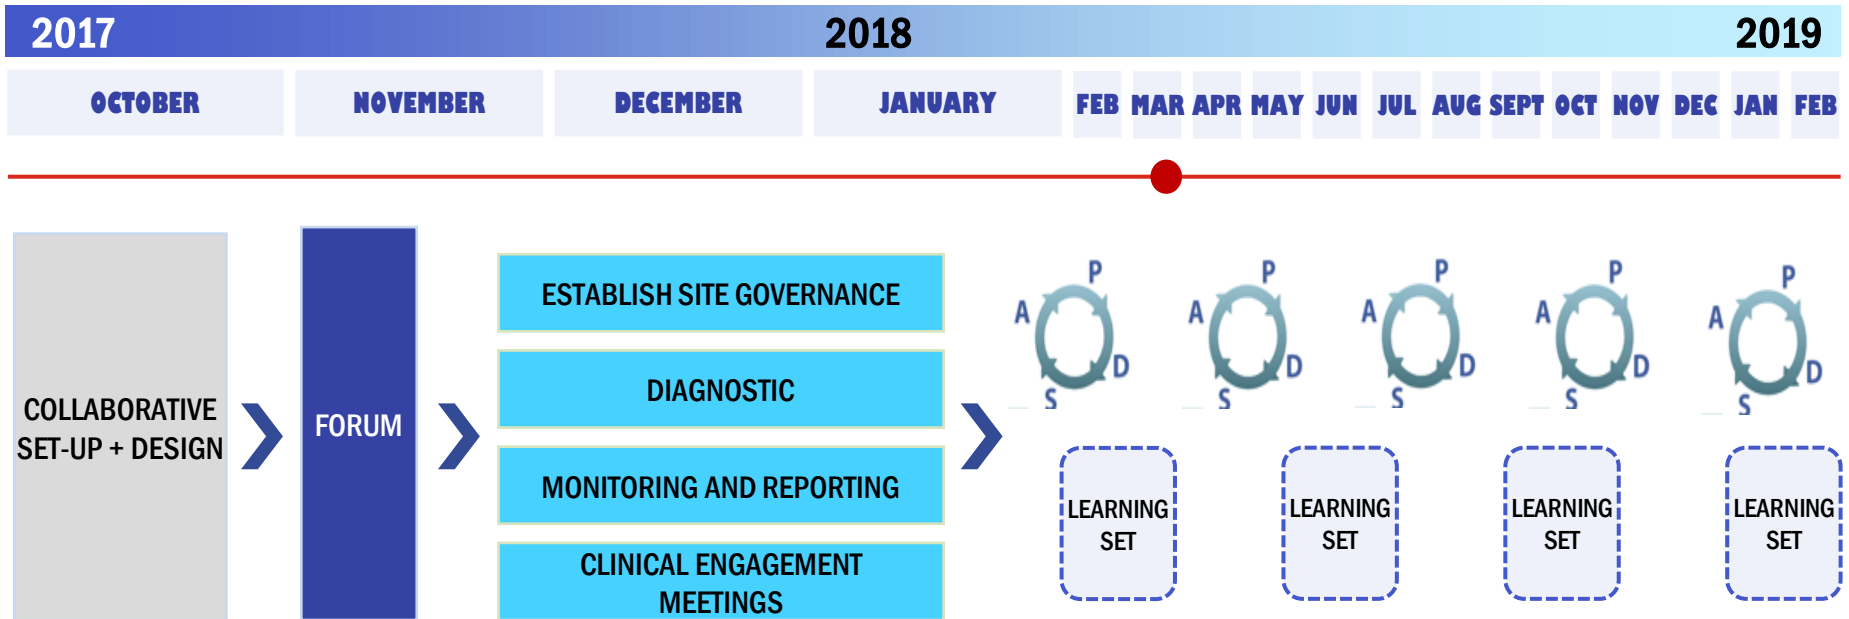 2017 2018 2019
OCTOBER NOVEMBER DECEMBER JANUARY FEB MAR APR MAY JUN JUL AUG SEPT OCT NOV DEC JAN FEB
COLLABORATIVE
SET-UP + DESIGN
FORUM
ESTABLISH SITE GOVERNANCE
DIAGNOSTIC
MONITORING AND REPORTING
CLINICAL ENGAGEMENT
MEETINGS
P
A
D
S
P
A
D
S
P
A
D
S
P
A
D
S
P
A
D
S
LEARNING
SET
LEARNING
SET
LEARNING
SET
LEARNING
SET